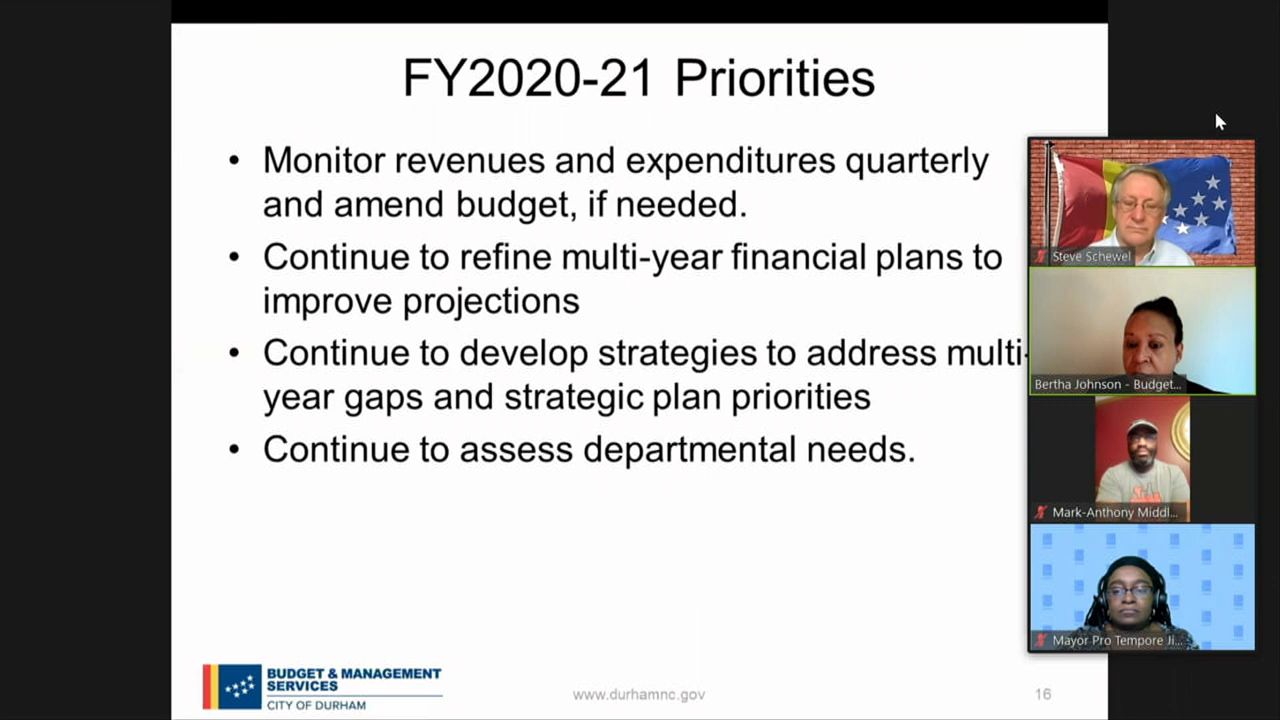 FY2020-21 Priorities
• Monitor revenues and expenditures quarterly
and amend budget, if needed.
• Continue to refine multi-year financial plans to
improve projections
• Continue to develop strategies to address multi-
year gaps and strategic plan priorities
• Continue to assess departmental needs.
Steve Schewel
Bertha Johnson - Budget...
Mark-Anthony Middl...
Mayor Pro Tempore Ji...
BUDGET & MANAGEMENT
SERVICES
CITY OF DURHAM
www.durhamnc.gov
16